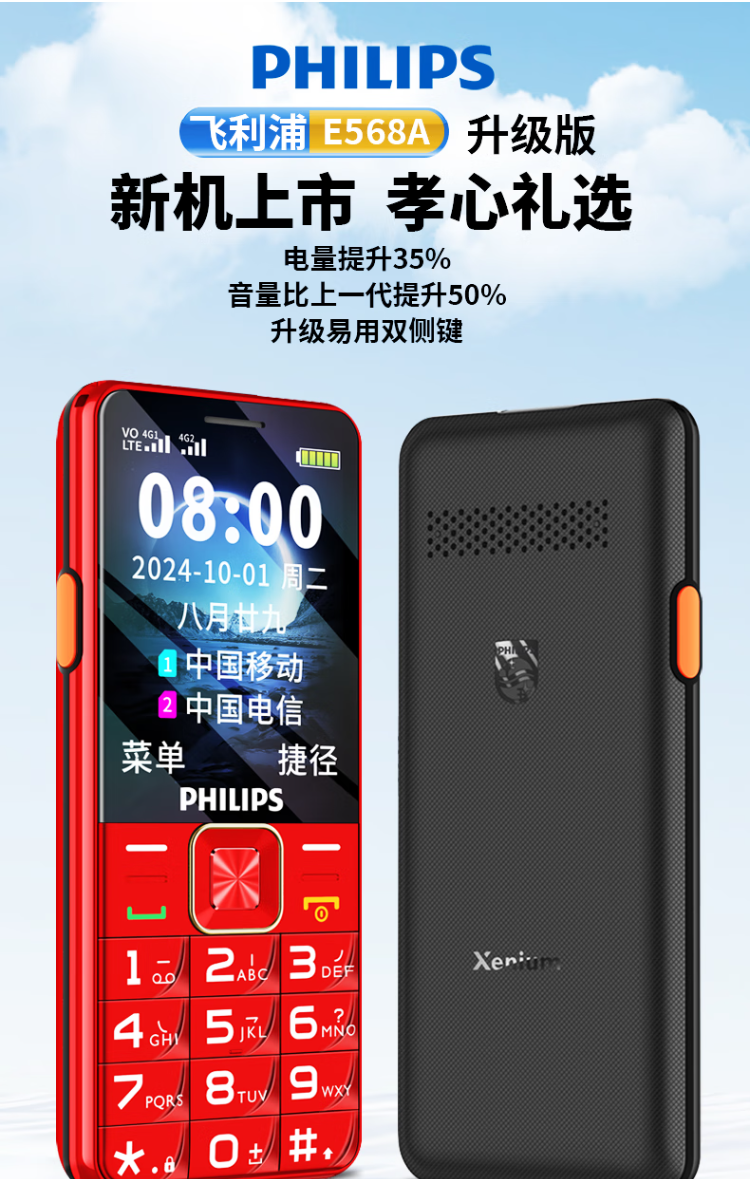 PHILIPS
飞利浦 E568A 升级版
新机上市 孝心礼选
电量提升35%
音量比上一代提升50%
升级易用双侧键
VO LTE 4G1 4G2
08:00
2024-10-01 周二
八月廿九
1 中国移动
2 中国电信
菜单 捷径
PHILIPS
PHILIPS
Xenium
1
2 ABC
3 DEF
4 GHI
5 JKL
6 MNO
7 PQRS
8 TUV
9 WXY
*
0 ±
#